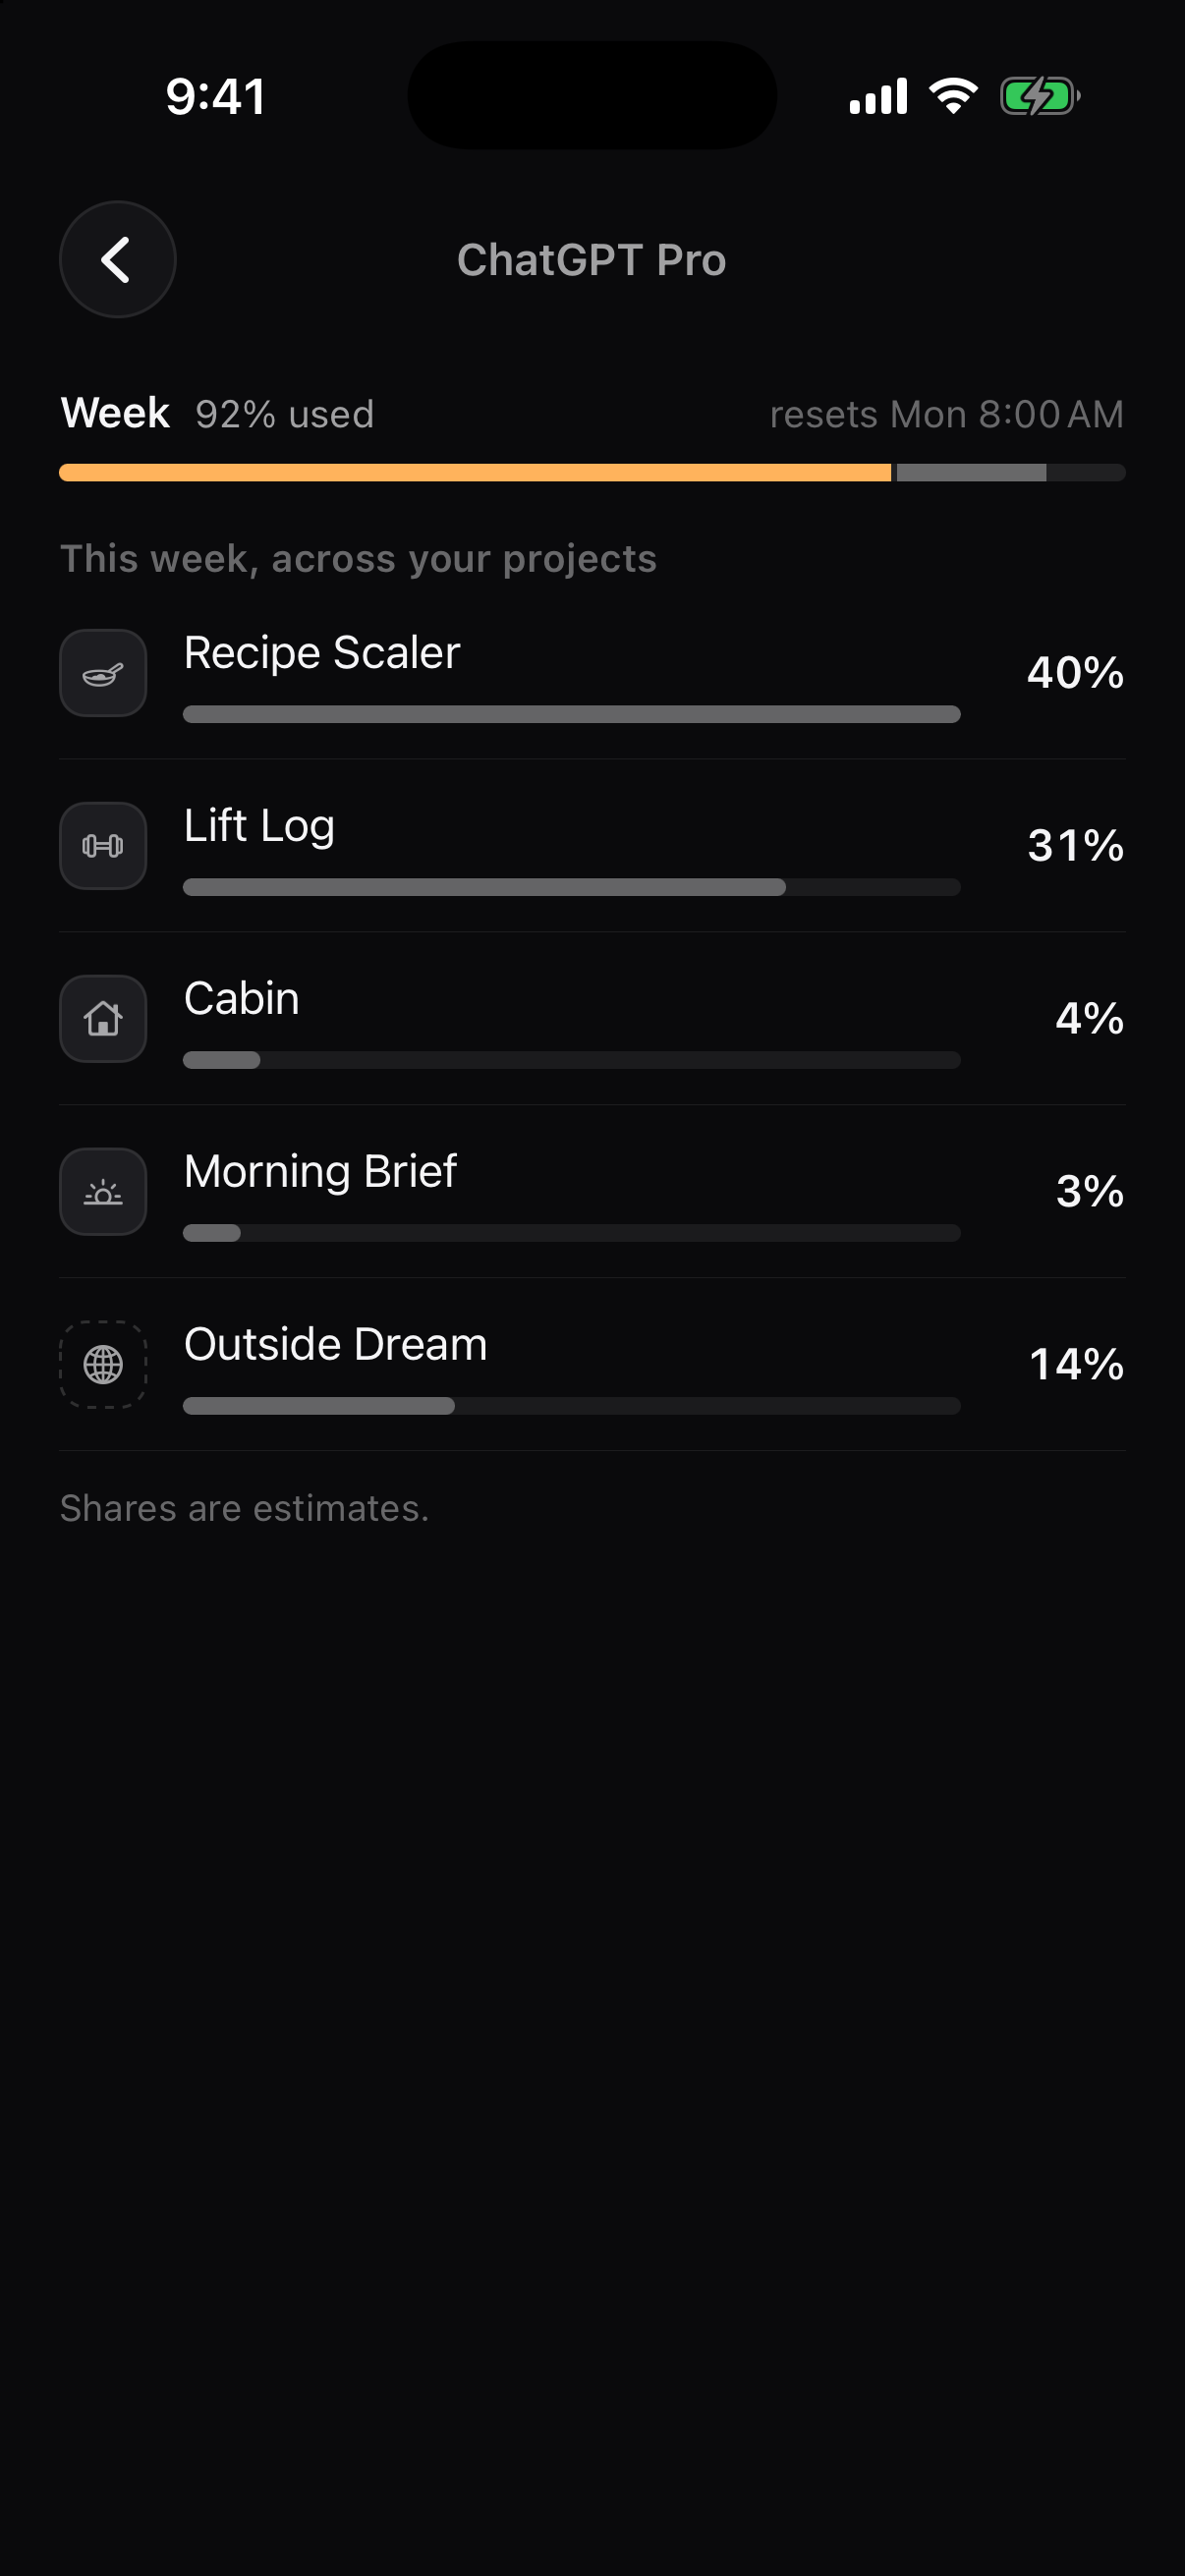 9:41
ChatGPT Pro
Week 92% used resets Mon 8:00 AM
This week, across your projects
Recipe Scaler
40%
Lift Log
31%
Cabin
4%
Morning Brief
3%
Outside Dream
14%
Shares are estimates.